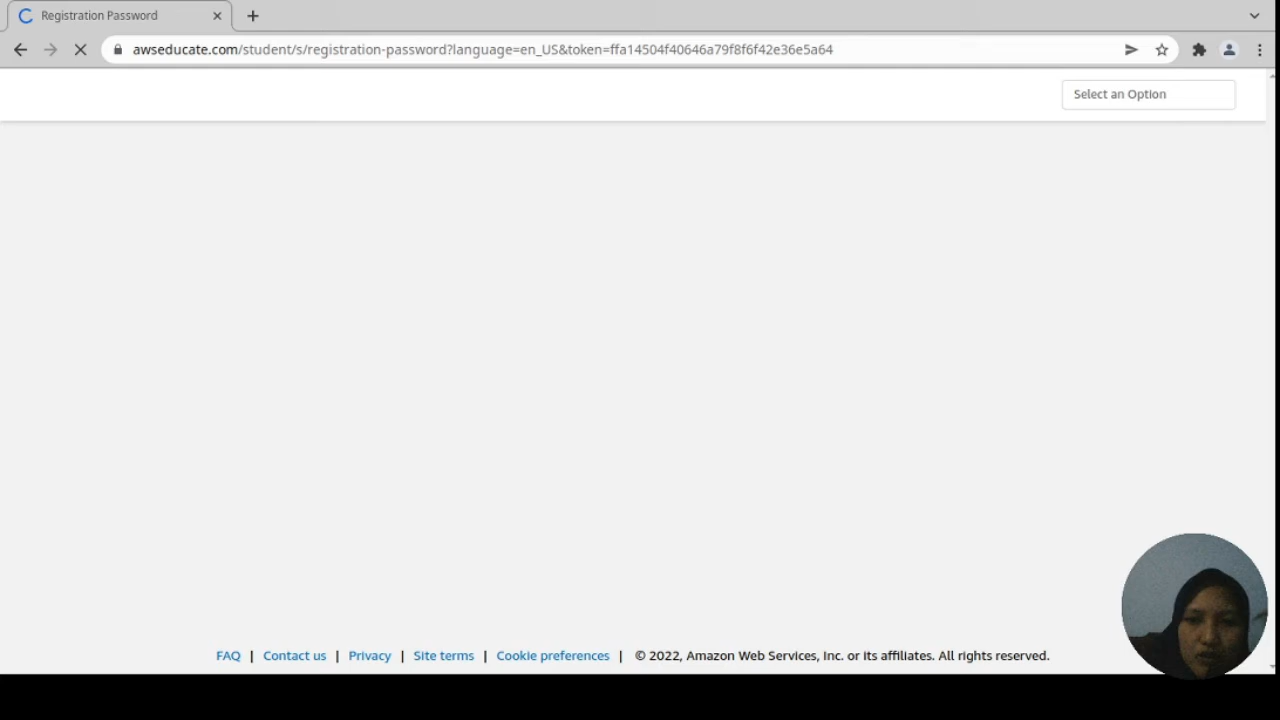 Registration Password
awseducate.com/student/s/registration-password?language=en_US&token=ffa14504f40646a79f8f6f42e36e5a64
Select an Option
FAQ | Contact us | Privacy | Site terms | Cookie preferences | © 2022, Amazon Web Services, Inc. or its affiliates. All rights reserved.